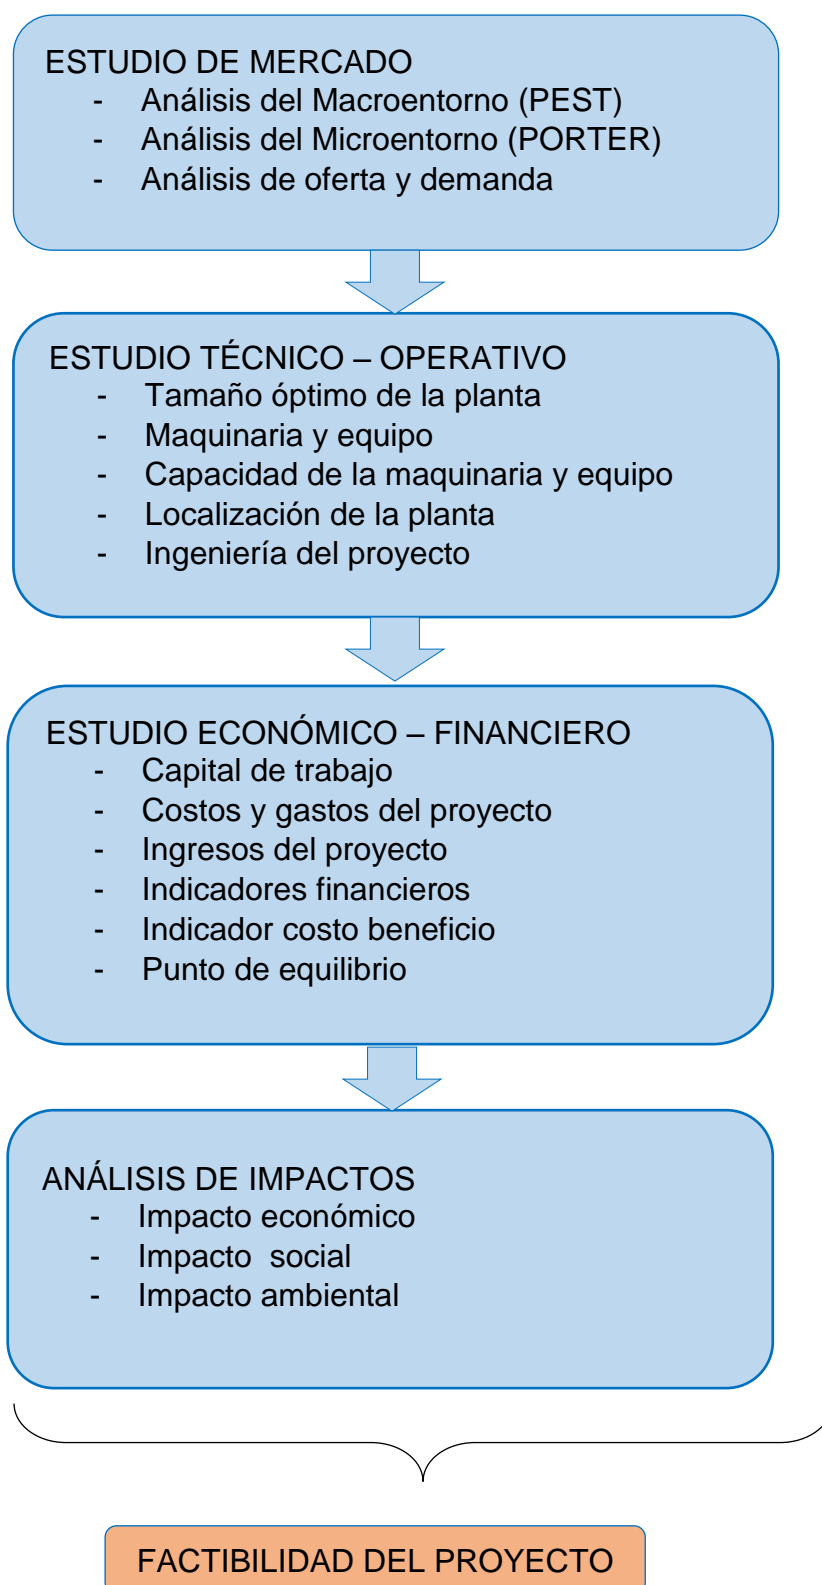 ESTUDIO DE MERCADO
- Análisis del Macroentorno (PEST)
- Análisis del Microentorno (PORTER)
- Análisis de oferta y demanda
ESTUDIO TÉCNICO – OPERATIVO
- Tamaño óptimo de la planta
- Maquinaria y equipo
- Capacidad de la maquinaria y equipo
- Localización de la planta
- Ingeniería del proyecto
ESTUDIO ECONÓMICO – FINANCIERO
- Capital de trabajo
- Costos y gastos del proyecto
- Ingresos del proyecto
- Indicadores financieros
- Indicador costo beneficio
- Punto de equilibrio
ANÁLISIS DE IMPACTOS
- Impacto económico
- Impacto  social
- Impacto ambiental
FACTIBILIDAD DEL PROYECTO